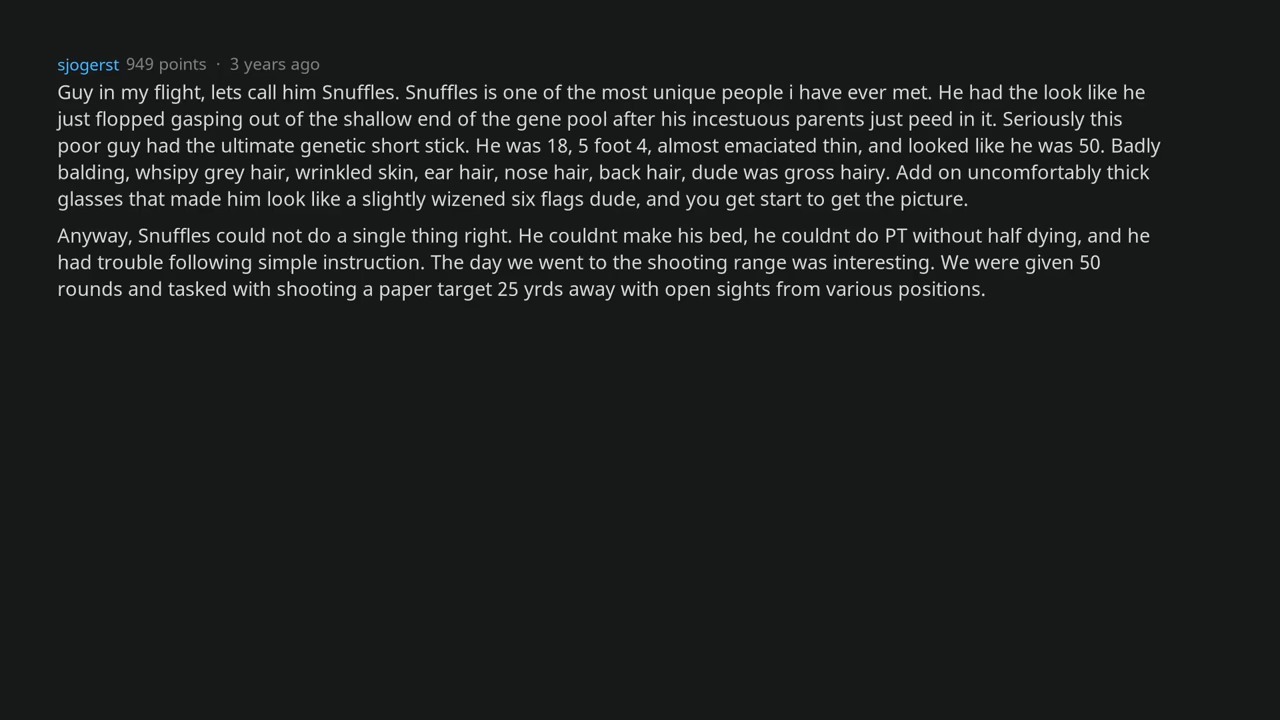 sjogerst 949 points · 3 years ago
Guy in my flight, lets call him Snuffles. Snuffles is one of the most unique people i have ever met. He had the look like he
just flopped gasping out of the shallow end of the gene pool after his incestuous parents just peed in it. Seriously this
poor guy had the ultimate genetic short stick. He was 18, 5 foot 4, almost emaciated thin, and looked like he was 50. Badly
balding, whsipy grey hair, wrinkled skin, ear hair, nose hair, back hair, dude was gross hairy. Add on uncomfortably thick
glasses that made him look like a slightly wizened six flags dude, and you get start to get the picture.
Anyway, Snuffles could not do a single thing right. He couldnt make his bed, he couldnt do PT without half dying, and he
had trouble following simple instruction. The day we went to the shooting range was interesting. We were given 50
rounds and tasked with shooting a paper target 25 yrds away with open sights from various positions.